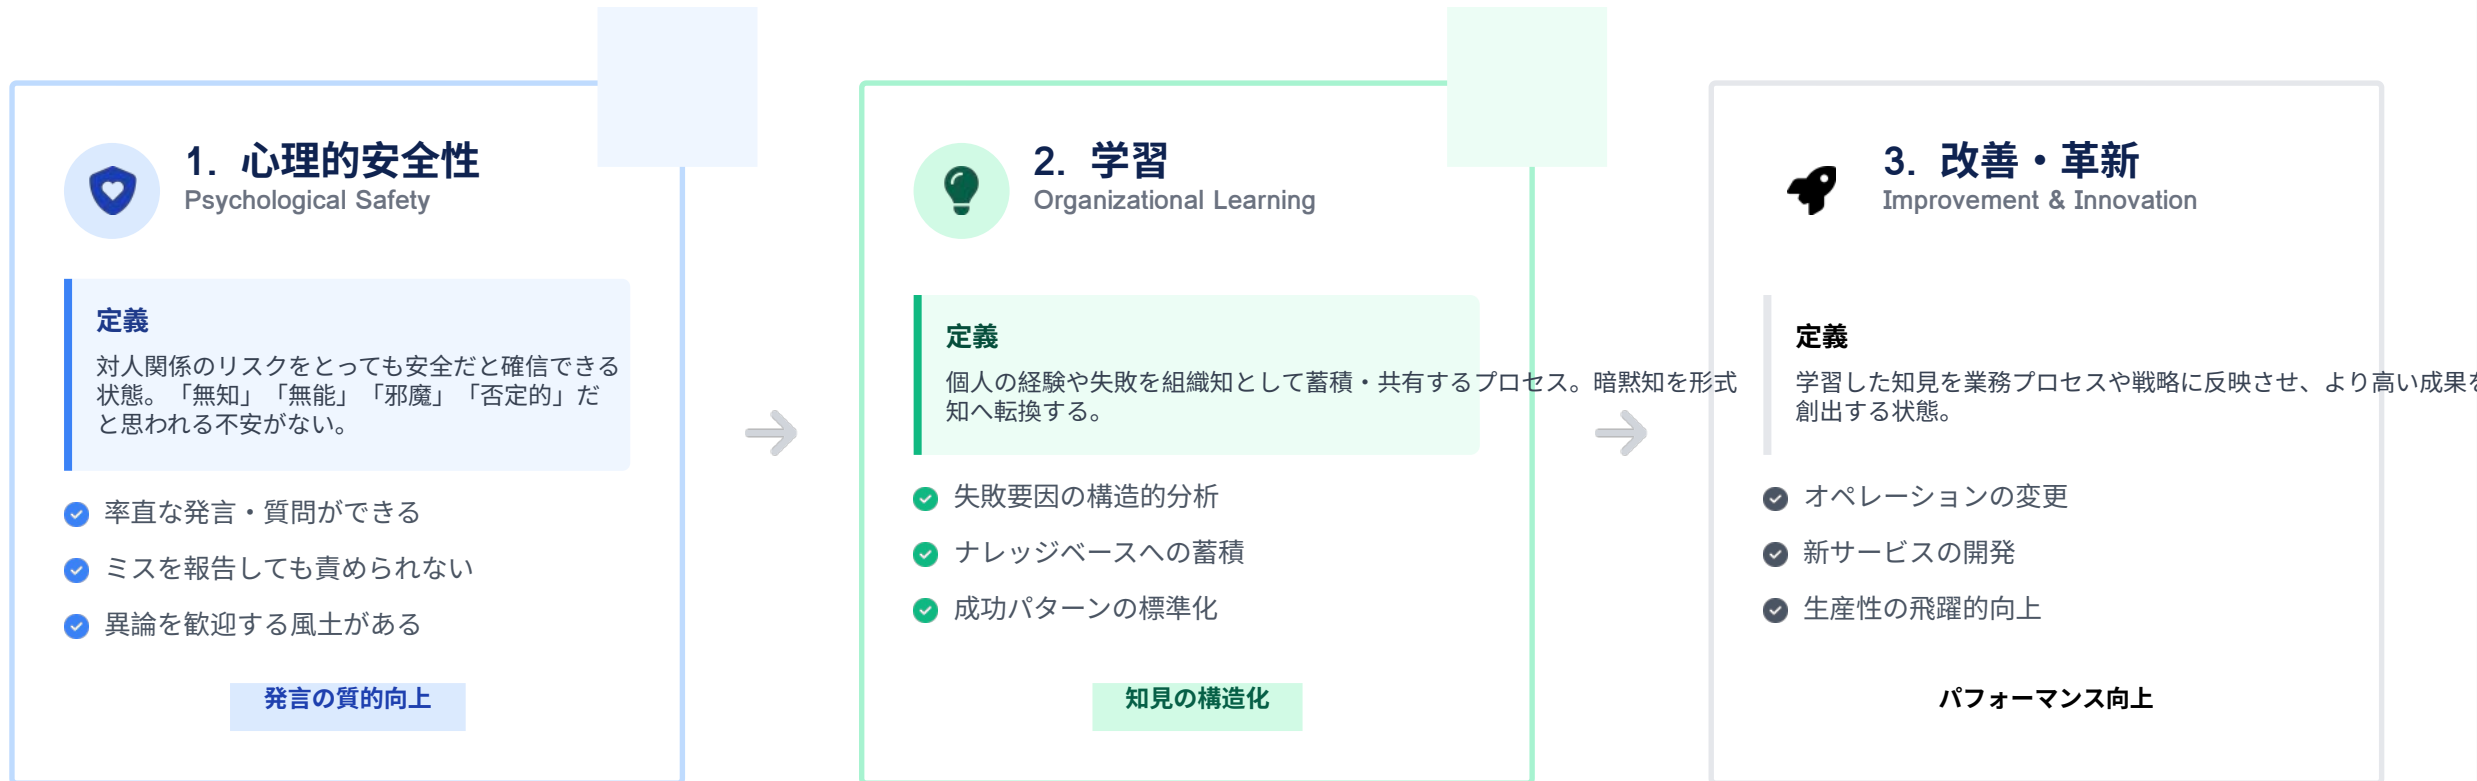 1. 心理的安全性
Psychological Safety
定義
対人関係のリスクをとっても安全だと確信できる
状態。「無知」「無能」「邪魔」「否定的」だ
と思われる不安がない。
率直な発言・質問ができる
ミスを報告しても責められない
異論を歓迎する風土がある
発言の質的向上
2. 学習
Organizational Learning
定義
個人の経験や失敗を組織知として蓄積・共有するプロセス。暗黙知を形式
知へ転換する。
失敗要因の構造的分析
ナレッジベースへの蓄積
成功パターンの標準化
知見の構造化
3. 改善・革新
Improvement & Innovation
定義
学習した知見を業務プロセスや戦略に反映させ、より高い成果を
創出する状態。
オペレーションの変更
新サービスの開発
生産性の飛躍的向上
パフォーマンス向上